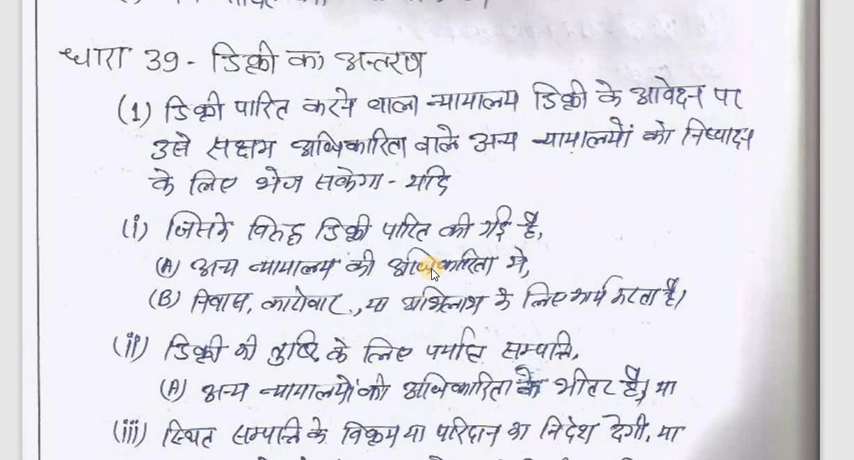 धारा 39 - डिक्री का अन्तरण
(1) डिक्री पारित करने वाला न्यायालय डिक्री के आवेदन पर
उसे सक्षम अधिकारिता वाले अन्य न्यायालयों को निष्पादन
के लिए भेज सकेगा - यदि
(i) जिसके विरुद्ध डिक्री पारित की गई है,
(A) अन्य न्यायालय की अधिकारिता में,
(B) निवास, कारोबार, या अभिलाभ के लिए कार्य करता है।
(ii) डिक्री की तुष्टि के लिए पर्याप्त सम्पत्ति,
(A) अन्य न्यायालयों की अधिकारिता के भीतर है, या
(iii) स्थित सम्पत्ति के विक्रय या परिदान का निदेश देगी, या